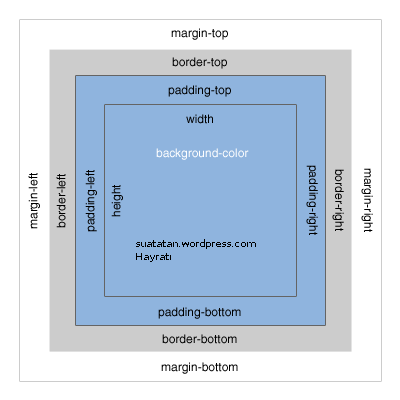 margin-top
border-top
padding-top
width
background-color
margin-left
border-left
padding-left
height
padding-right
border-right
margin-right
suatatan.wordpress.com
Hayrati
padding-bottom
border-bottom
margin-bottom